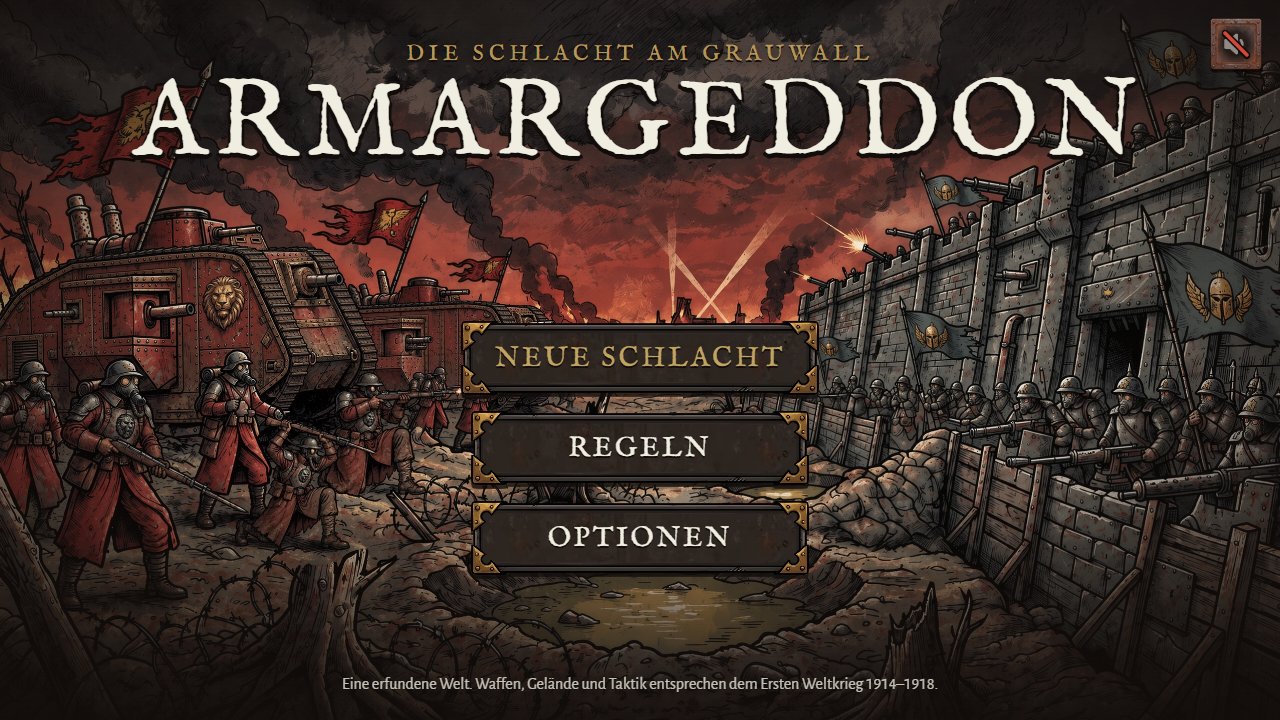 DIE SCHLACHT AM GRAUWALL
ARMARGEDDON
NEUE SCHLACHT
REGELN
OPTIONEN
Eine erfundene Welt. Waffen, Gelände und Taktik entsprechen dem Ersten Weltkrieg 1914–1918.